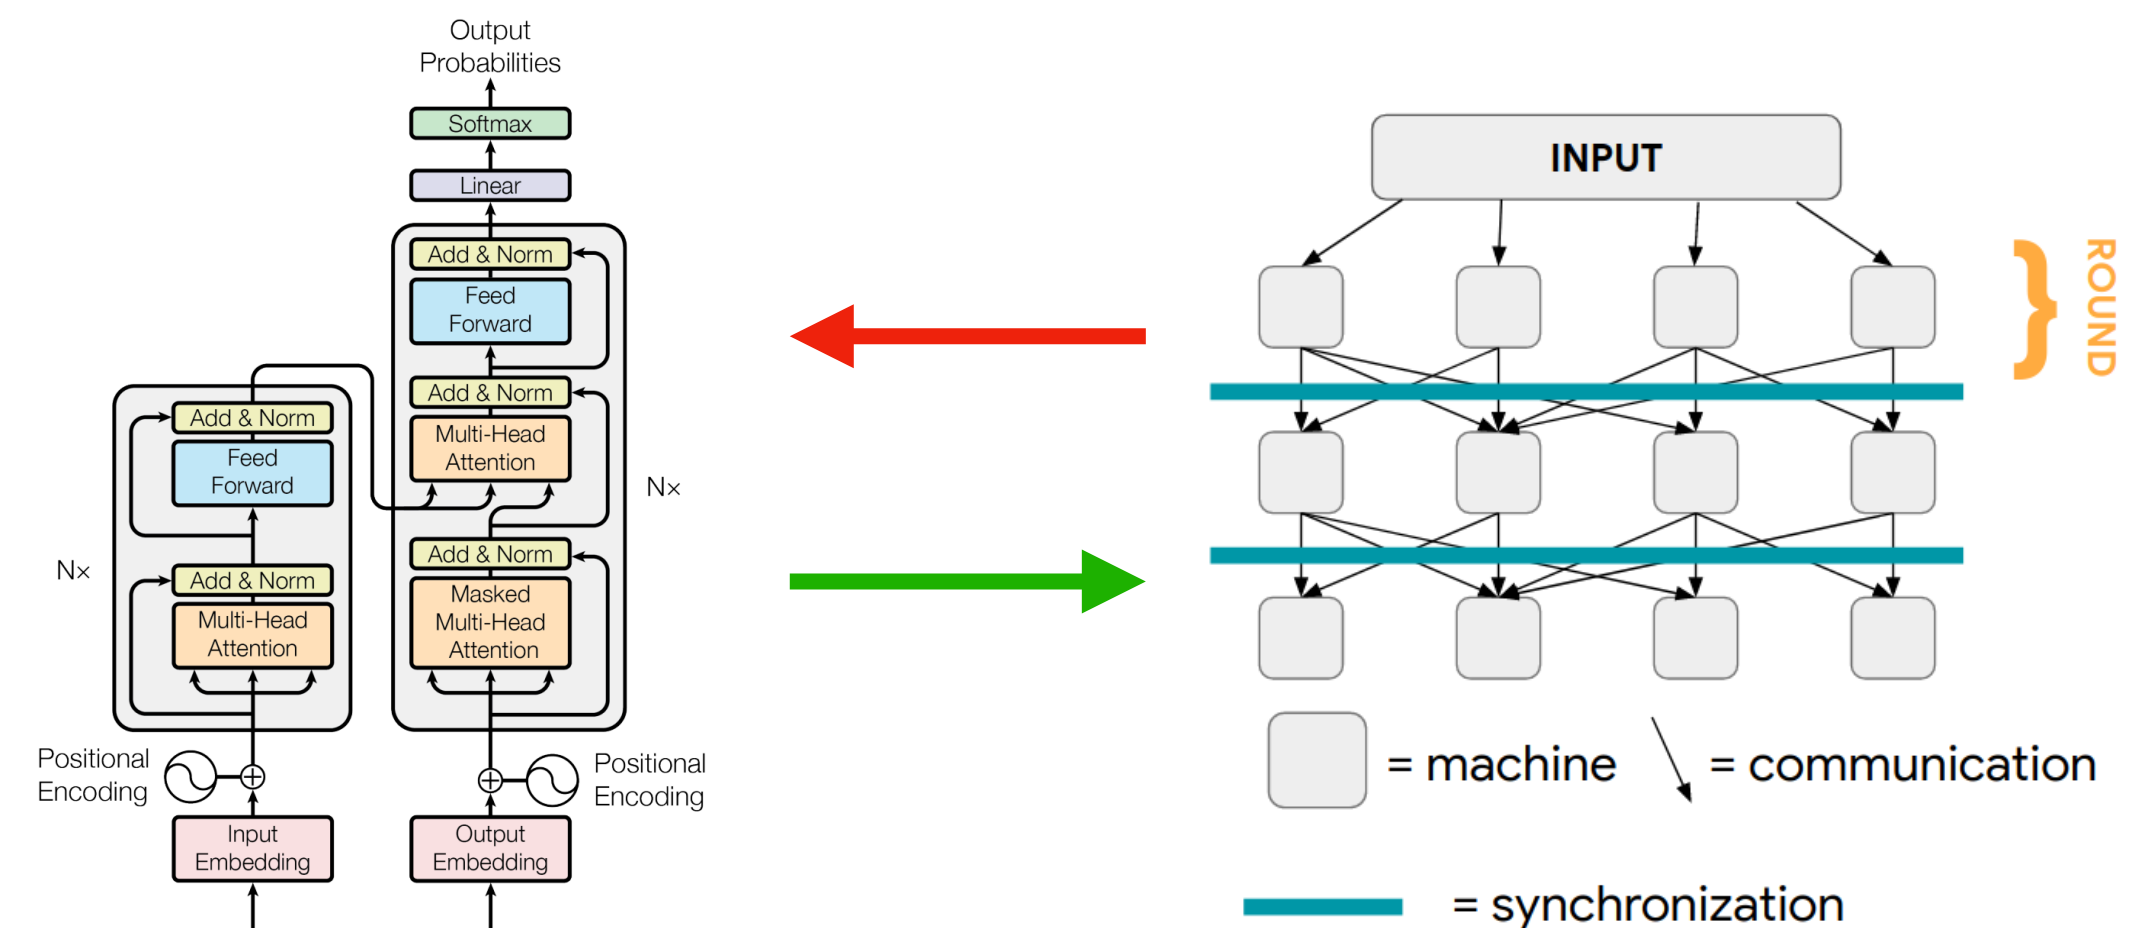 Output
Probabilities
Softmax
Linear
Add & Norm
Feed
Forward
Add & Norm
Multi-Head
Attention
Nx
Add & Norm
Masked
Multi-Head
Attention
Add & Norm
Feed
Forward
Nx
Add & Norm
Multi-Head
Attention
Positional
Encoding
Positional
Encoding
Input
Embedding
Output
Embedding
INPUT
ROUND
= machine
= communication
= synchronization